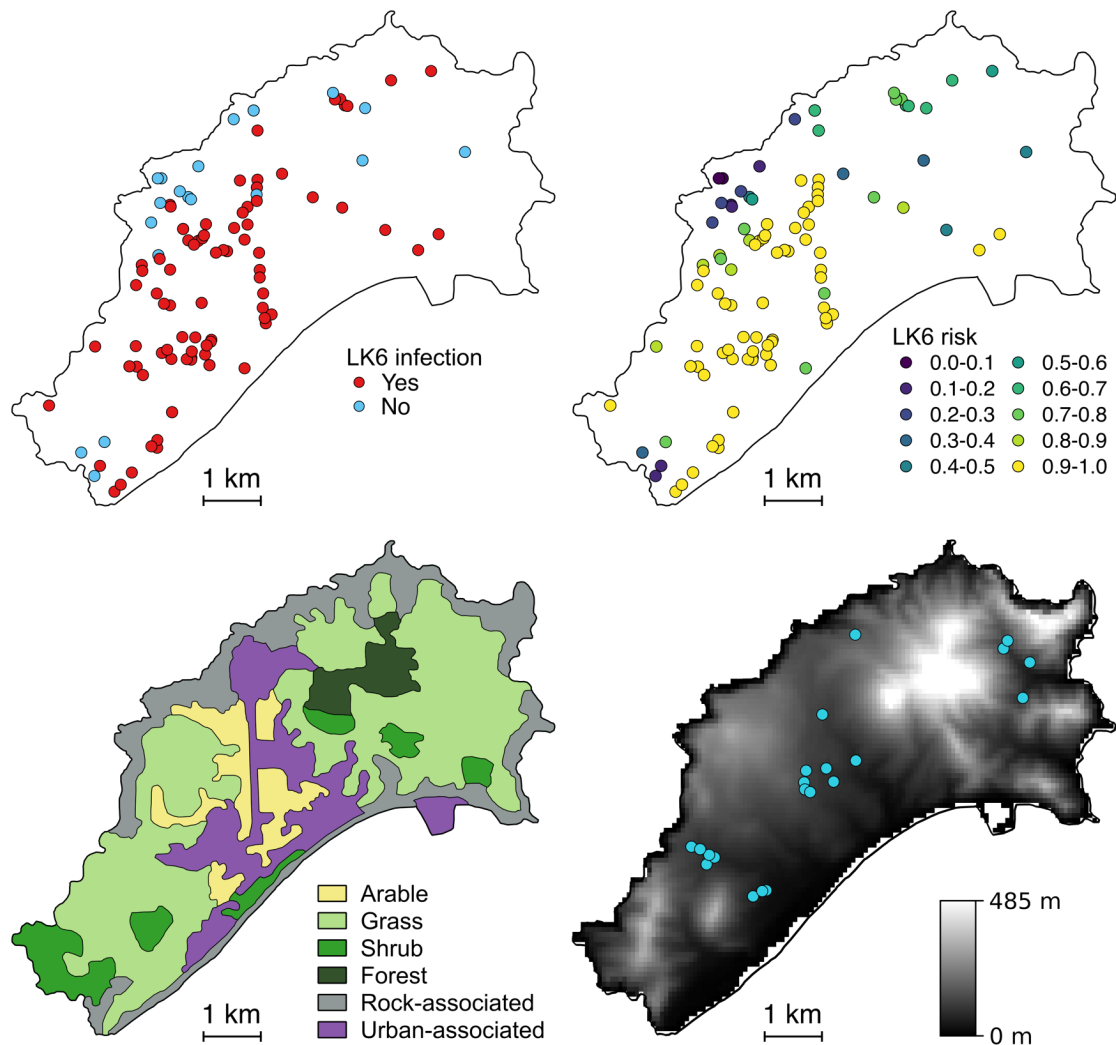 LK6 infection
Yes
No
1 km
LK6 risk
0.0-0.1 0.5-0.6
0.1-0.2 0.6-0.7
0.2-0.3 0.7-0.8
0.3-0.4 0.8-0.9
0.4-0.5 0.9-1.0
1 km
Arable
Grass
Shrub
Forest
Rock-associated
Urban-associated
1 km
485 m
0 m
1 km